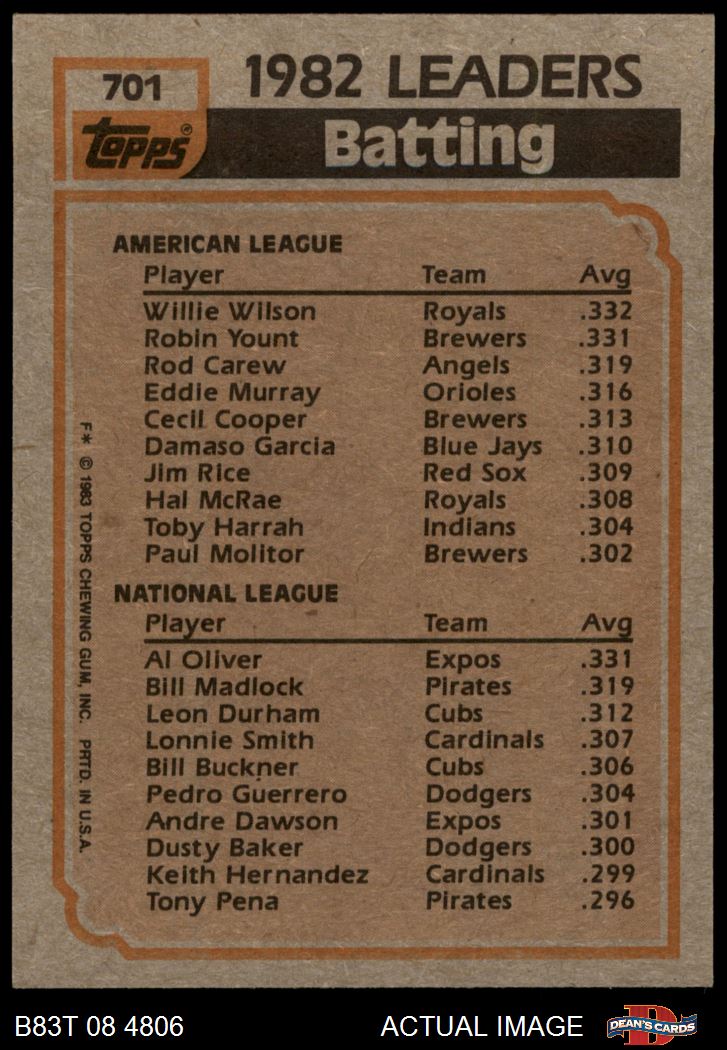 701
1982 LEADERS
TOPPS®
Batting
AMERICAN LEAGUE
Player Team Avg
Willie Wilson Royals .332
Robin Yount Brewers .331
Rod Carew Angels .319
Eddie Murray Orioles .316
Cecil Cooper Brewers .313
Damaso Garcia Blue Jays .310
Jim Rice Red Sox .309
Hal McRae Royals .308
Toby Harrah Indians .304
Paul Molitor Brewers .302
NATIONAL LEAGUE
Player Team Avg
Al Oliver Expos .331
Bill Madlock Pirates .319
Leon Durham Cubs .312
Lonnie Smith Cardinals .307
Bill Buckner Cubs .306
Pedro Guerrero Dodgers .304
Andre Dawson Expos .301
Dusty Baker Dodgers .300
Keith Hernandez Cardinals .299
Tony Pena Pirates .296
F* © 1983 TOPPS CHEWING GUM, INC. PRTD. IN U.S.A.
B83T 08 4806
ACTUAL IMAGE
D
DEAN'S CARDS